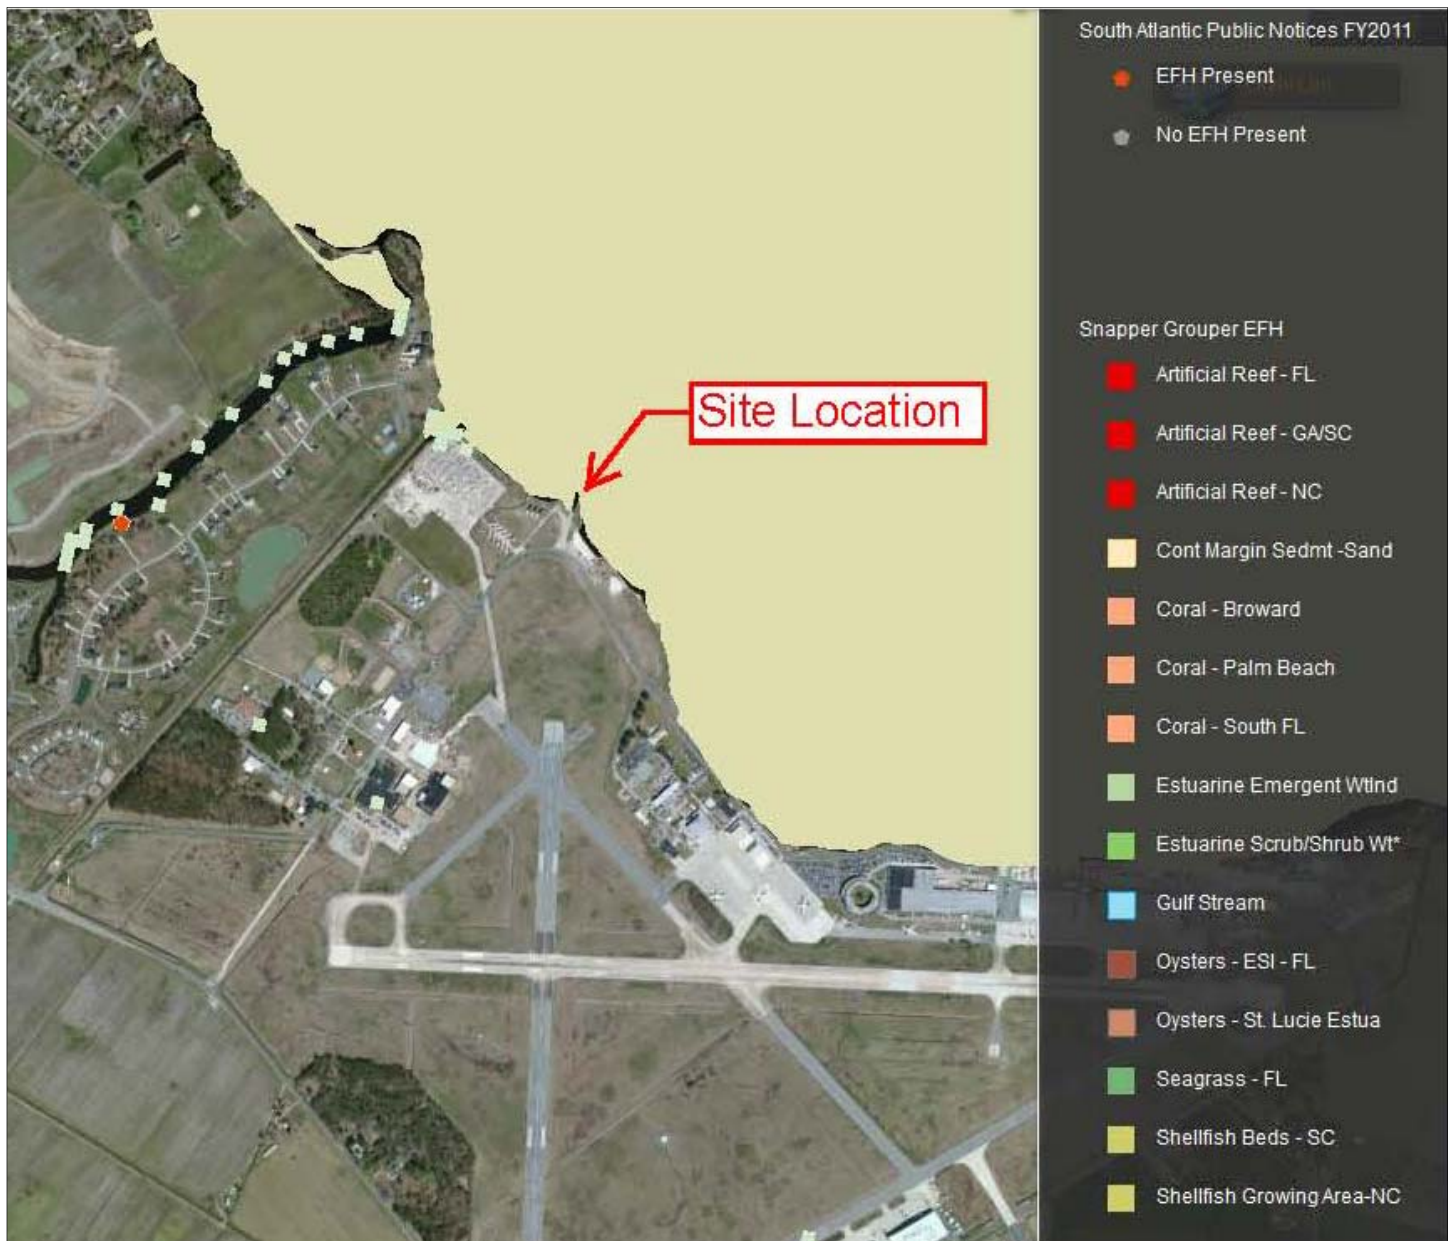 South Atlantic Public Notices FY2011
EFH Present
No EFH Present
Snapper Grouper EFH
Artificial Reef - FL
Artificial Reef - GA/SC
Artificial Reef - NC
Cont Margin Sedmt -Sand
Coral - Broward
Coral - Palm Beach
Coral - South FL
Estuarine Emergent Wtlnd
Estuarine Scrub/Shrub Wt*
Gulf Stream
Oysters - ESI - FL
Oysters - St. Lucie Estua
Seagrass - FL
Shellfish Beds - SC
Shellfish Growing Area-NC
Site Location